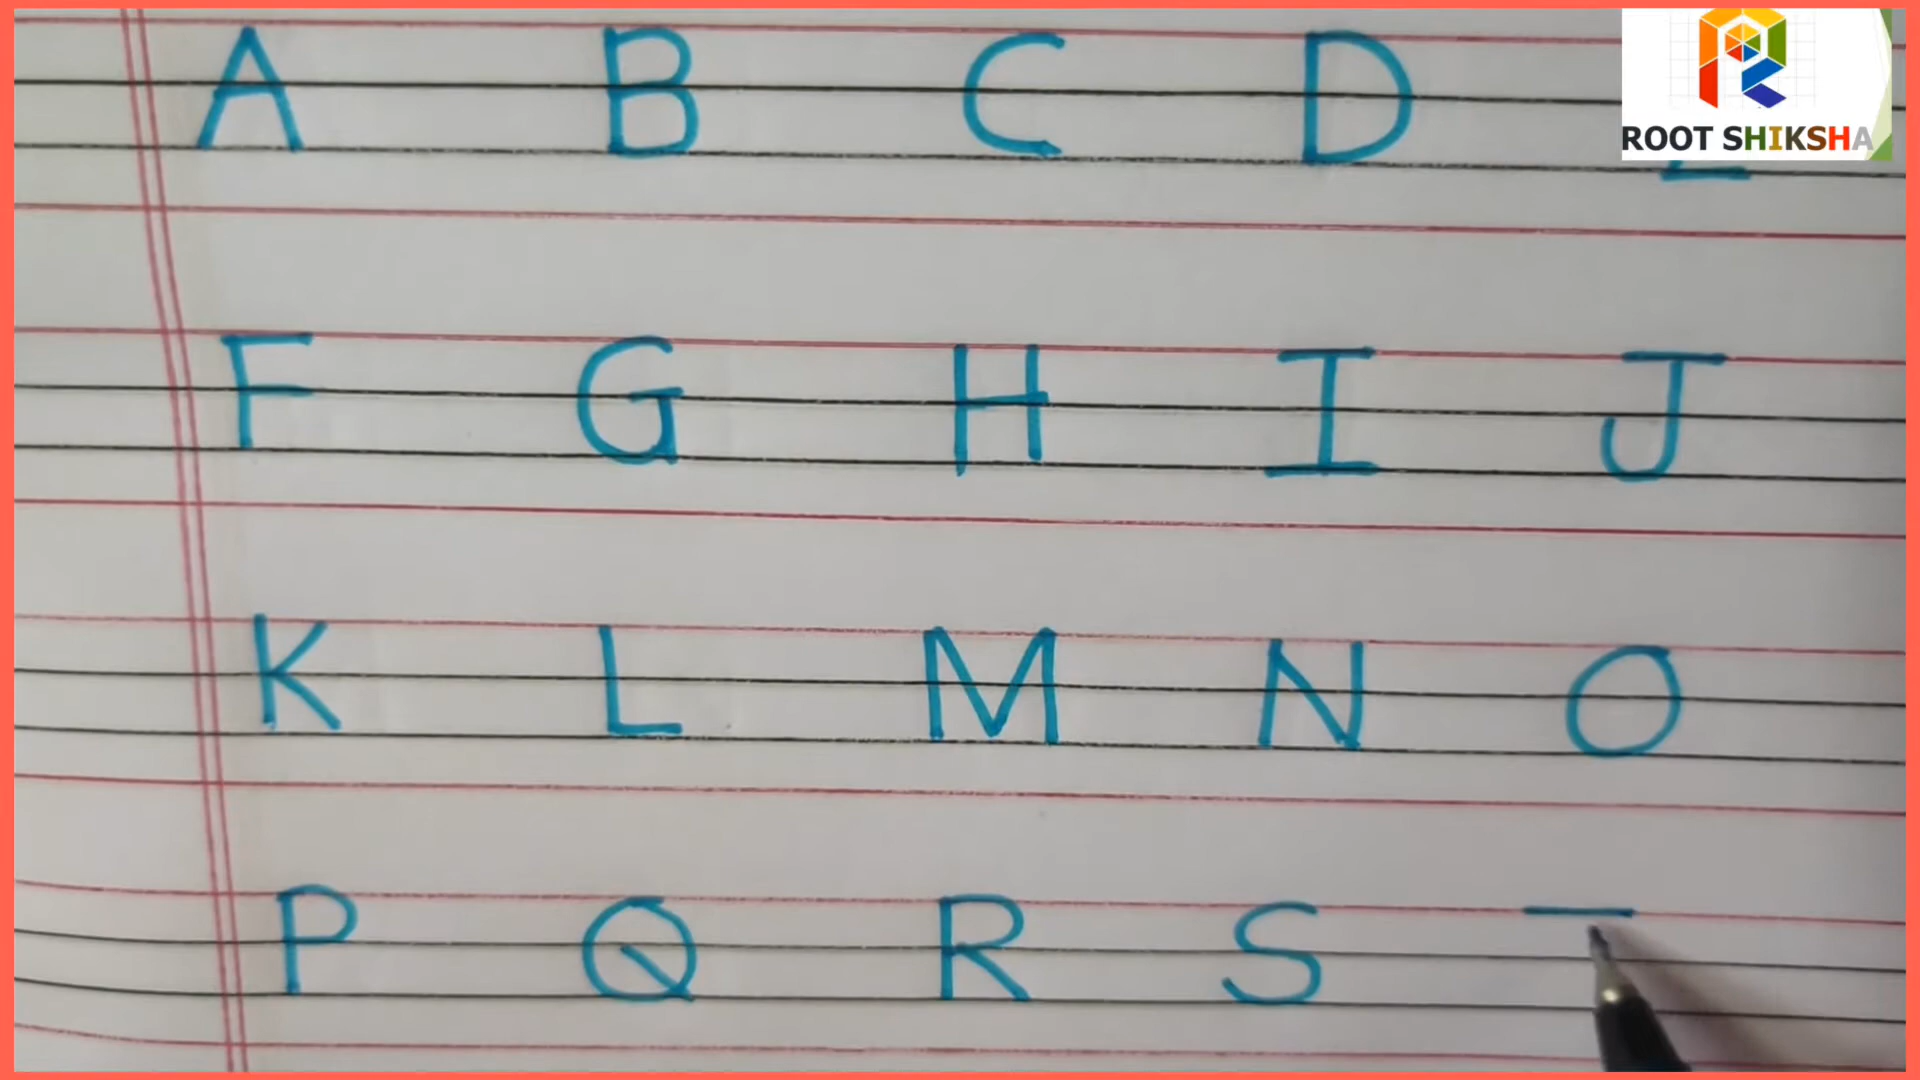 A B C D
ROOT SHIKSHA
F G H I J
K L M N O
P Q R S